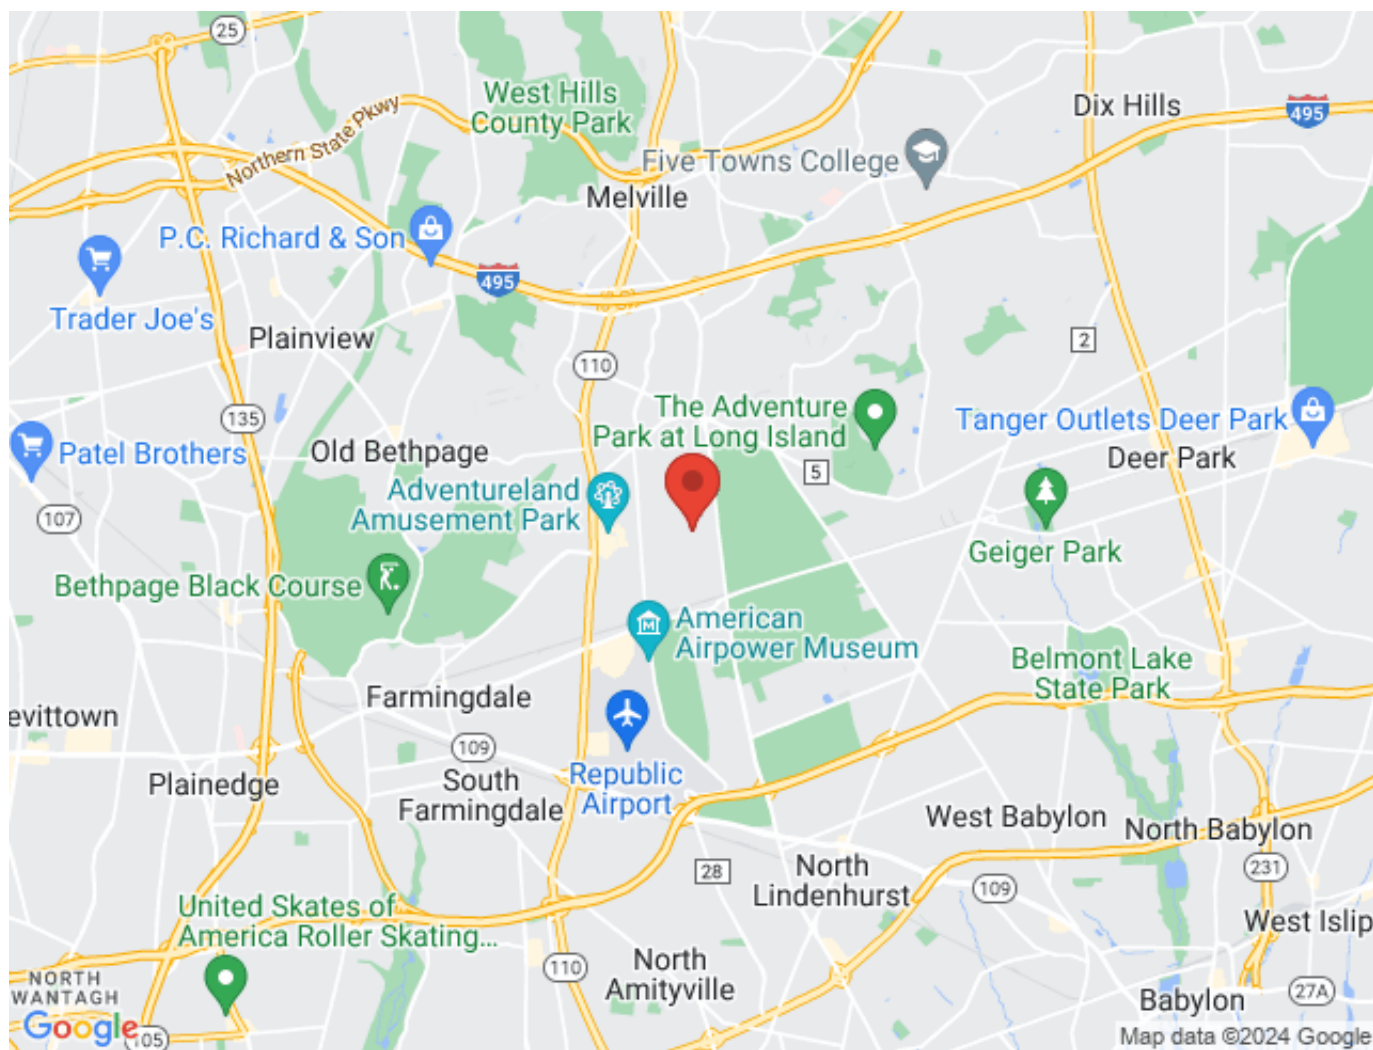 25
West Hills
County Park
Dix Hills
495
Northern State Pkwy
Five Towns College
Melville
P.C. Richard & Son
495
Trader Joe's
Plainview
2
110
135
The Adventure
Park at Long Island
Tanger Outlets Deer Park
Deer Park
Patel Brothers
Old Bethpage
5
Adventureland
Amusement Park
107
Geiger Park
Bethpage Black Course
American
Airpower Museum
Belmont Lake
State Park
Farmingdale
evittown
109
Plainedge
South
Farmingdale
Republic
Airport
West Babylon
North Babylon
28
North
Lindenhurst
109
231
United Skates of
America Roller Skating...
West Islip
110
North
Amityville
NORTH
WANTAGH
27A
Babylon
Google
105
Map data ©2024 Google